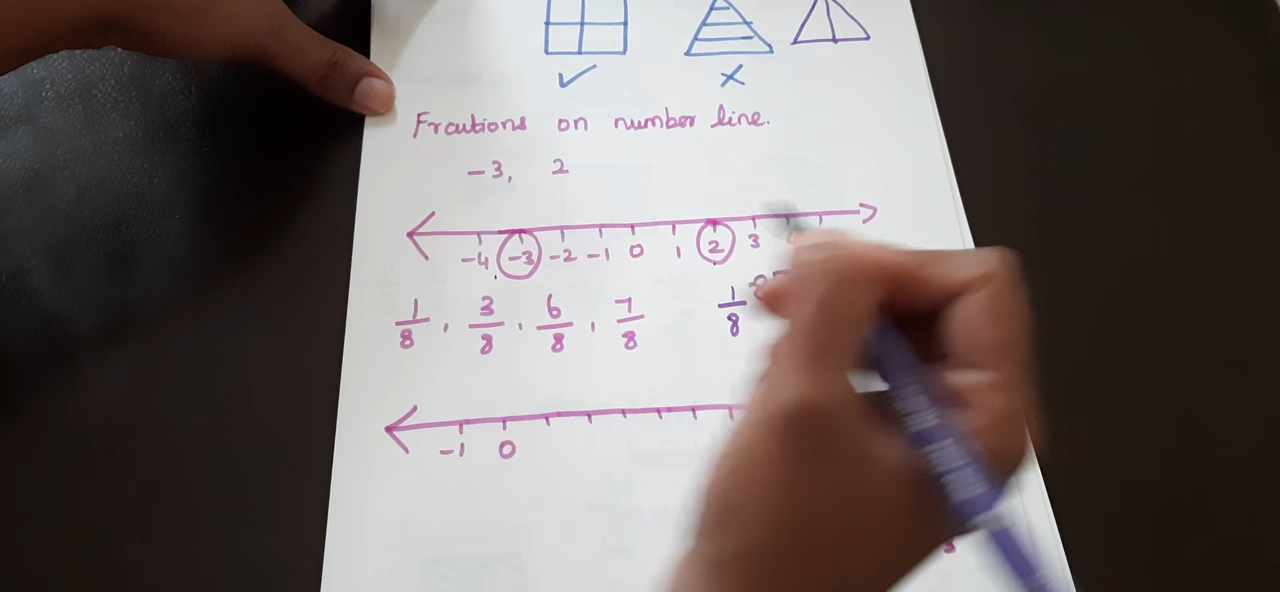 Fractions on number line.
-3, 2
-4 -3 -2 -1 0 1 2 3
1/8, 3/8, 6/8, 7/8 1/8
-1 0